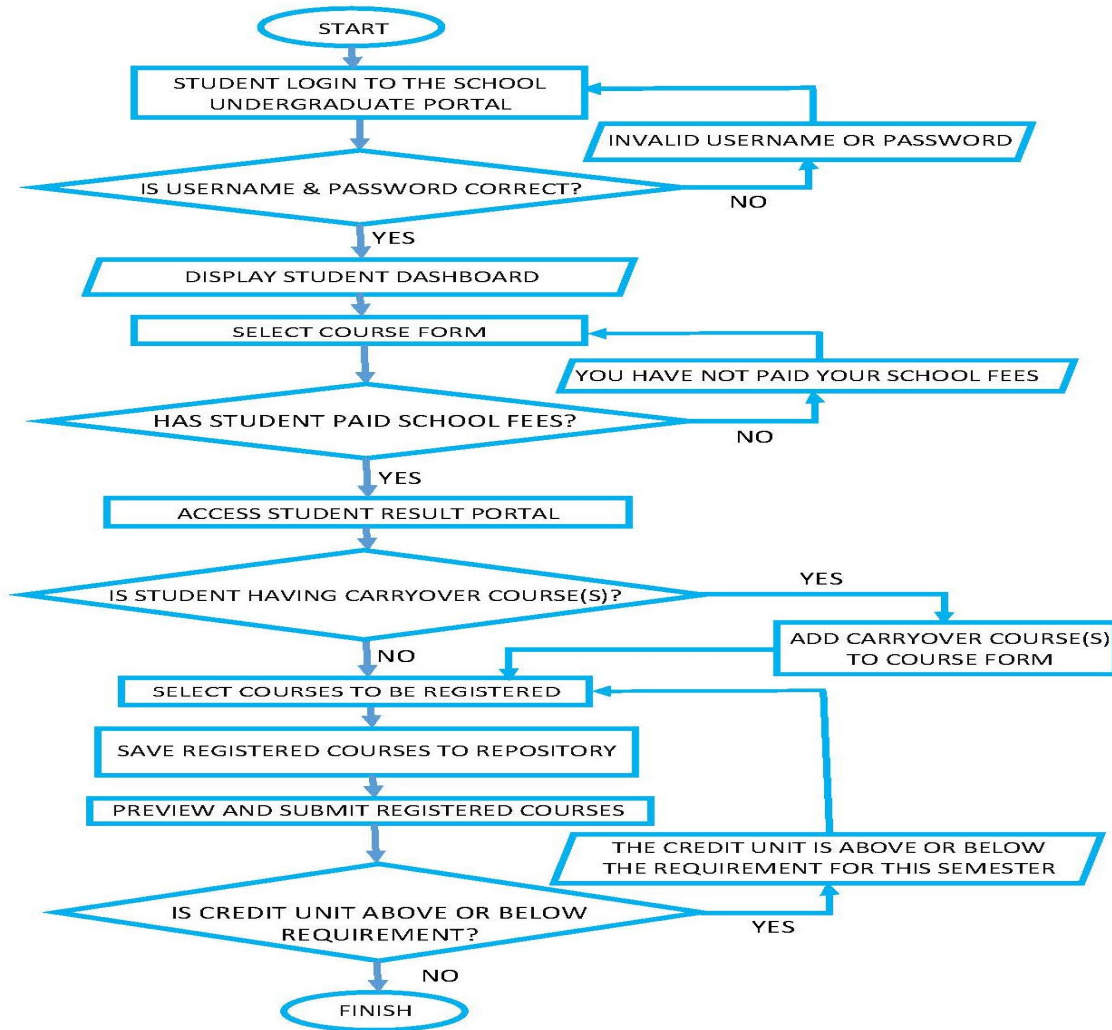 START
STUDENT LOGIN TO THE SCHOOL
UNDERGRADUATE PORTAL
INVALID USERNAME OR PASSWORD
IS USERNAME & PASSWORD CORRECT?
NO
YES
DISPLAY STUDENT DASHBOARD
SELECT COURSE FORM
YOU HAVE NOT PAID YOUR SCHOOL FEES
HAS STUDENT PAID SCHOOL FEES?
NO
YES
ACCESS STUDENT RESULT PORTAL
IS STUDENT HAVING CARRYOVER COURSE(S)?
YES
ADD CARRYOVER COURSE(S)
TO COURSE FORM
NO
SELECT COURSES TO BE REGISTERED
SAVE REGISTERED COURSES TO REPOSITORY
PREVIEW AND SUBMIT REGISTERED COURSES
THE CREDIT UNIT IS ABOVE OR BELOW
THE REQUIREMENT FOR THIS SEMESTER
IS CREDIT UNIT ABOVE OR BELOW
REQUIREMENT?
YES
NO
FINISH